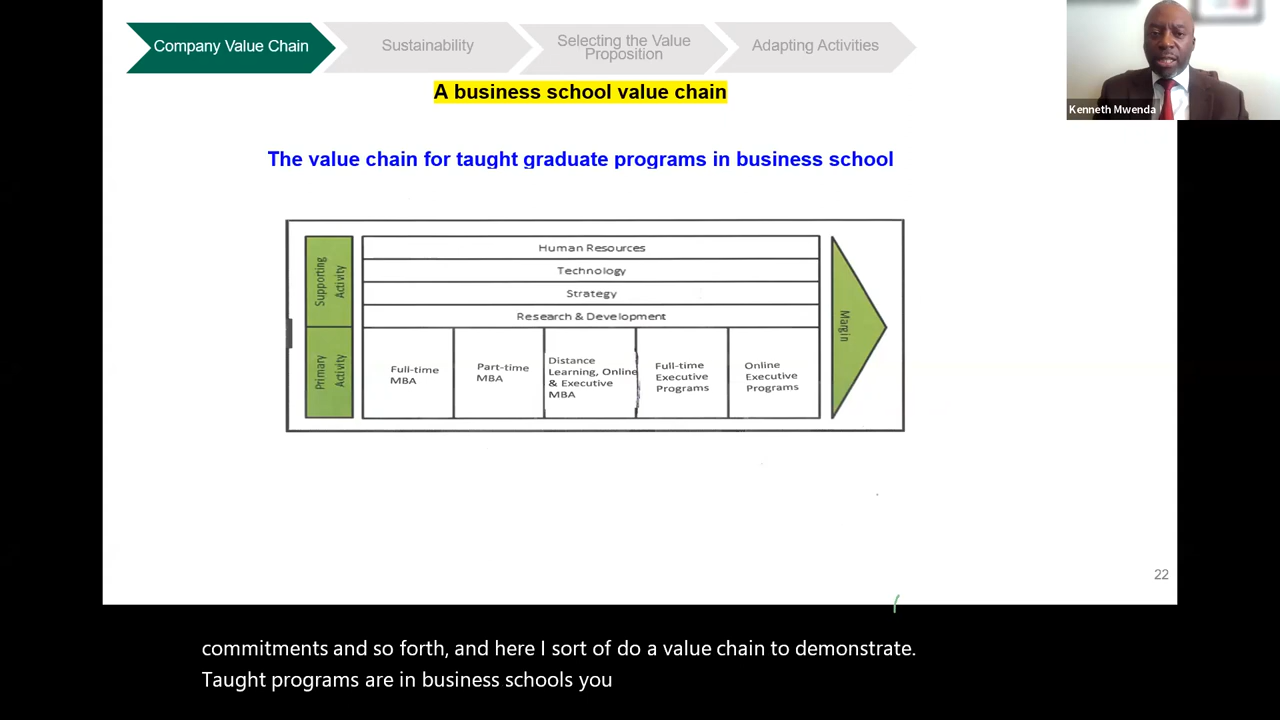 Company Value Chain
Sustainability
Selecting the Value
Proposition
Adapting Activities
A business school value chain
Kenneth Mwenda
The value chain for taught graduate programs in business school
Supporting
Activity
Human Resources
Technology
Strategy
Research & Development
Primary
Activity
Full-time
MBA
Part-time
MBA
Distance
Learning, Online
& Executive
MBA
Full-time
Executive
Programs
Online
Executive
Programs
Margin
22
commitments and so forth, and here I sort of do a value chain to demonstrate.
Taught programs are in business schools you